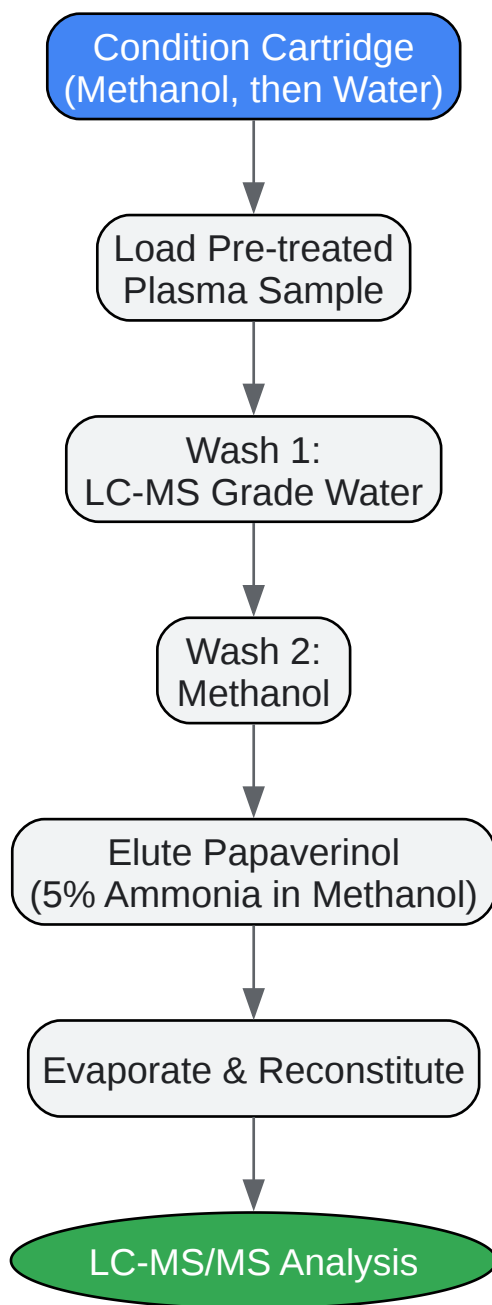 Condition Cartridge
(Methanol, then Water)
Load Pre-treated
Plasma Sample
Wash 1:
LC-MS Grade Water
Wash 2:
Methanol
Elute Papaverinol
(5% Ammonia in Methanol)
Evaporate & Reconstitute
LC-MS/MS Analysis